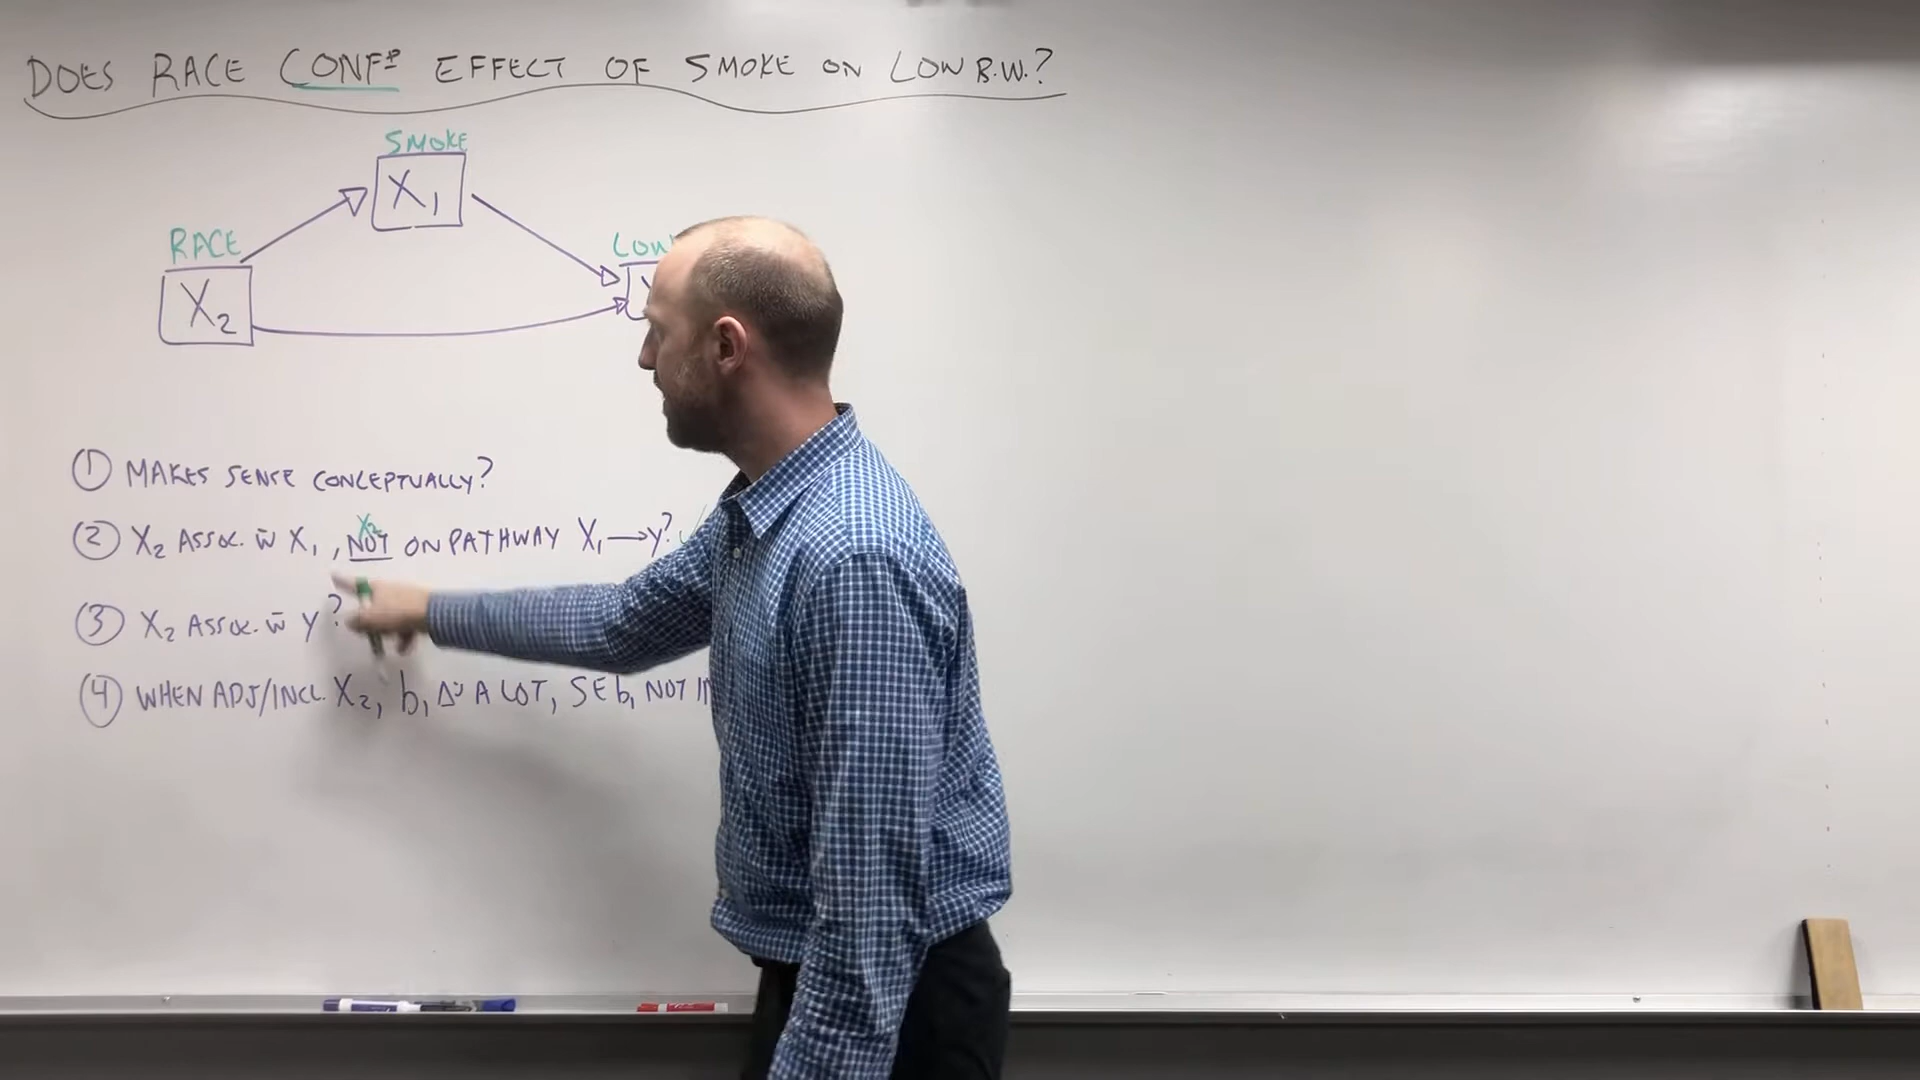 DOES RACE CONF'D EFFECT OF SMOKE ON LOW B.W.?
SMOKE
X₁
RACE
LOW
X₂
① MAKES SENSE CONCEPTUALLY?
X₂
② X₂ ASSOC. w̄ X₁, NOT ON PATHWAY X₁→Y?
③ X₂ ASSOC. w̄ Y?
④ WHEN ADJ/INCL. X₂, b₁ Δ's A LOT, SE b₁ NOT